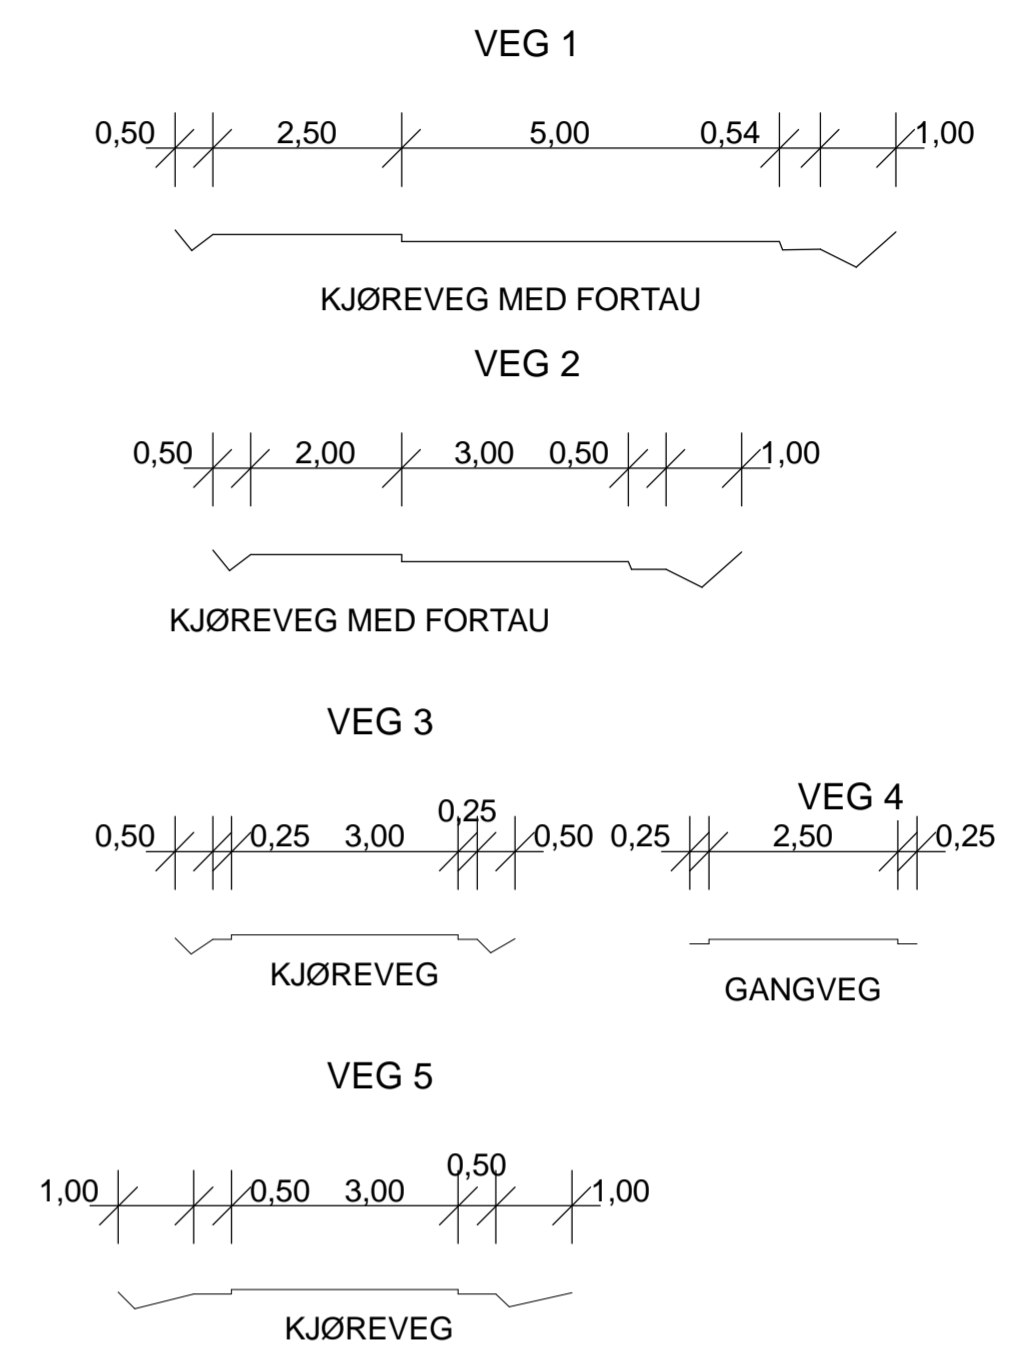 VEG 1
0,50 2,50 5,00 0,54 1,00
KJØREVEG MED FORTAU
VEG 2
0,50 2,00 3,00 0,50 1,00
KJØREVEG MED FORTAU
VEG 3
0,25
0,50 0,25 3,00 0,50
KJØREVEG
VEG 4
0,25 2,50 0,25
GANGVEG
VEG 5
0,50
1,00 0,50 3,00 1,00
KJØREVEG